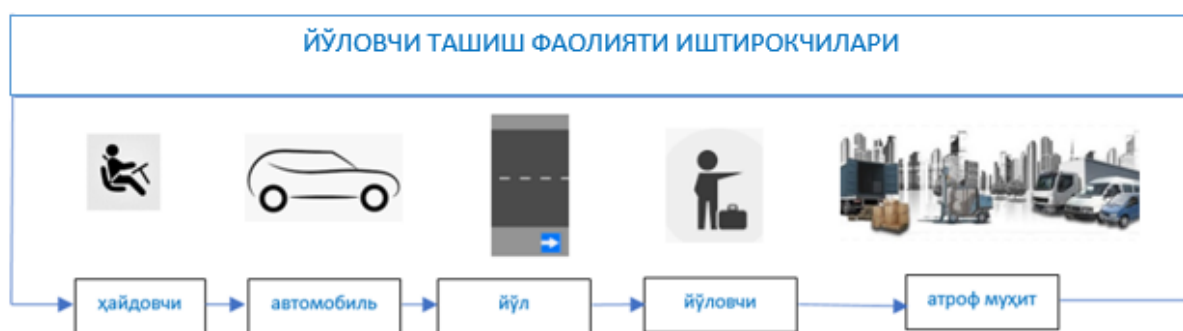 ЙЎЛОВЧИ ТАШИШ ФАОЛИЯТИ ИШТИРОКЧИЛАРИ
ҳайдовчи
автомобиль
йўл
йўловчи
атроф муҳит